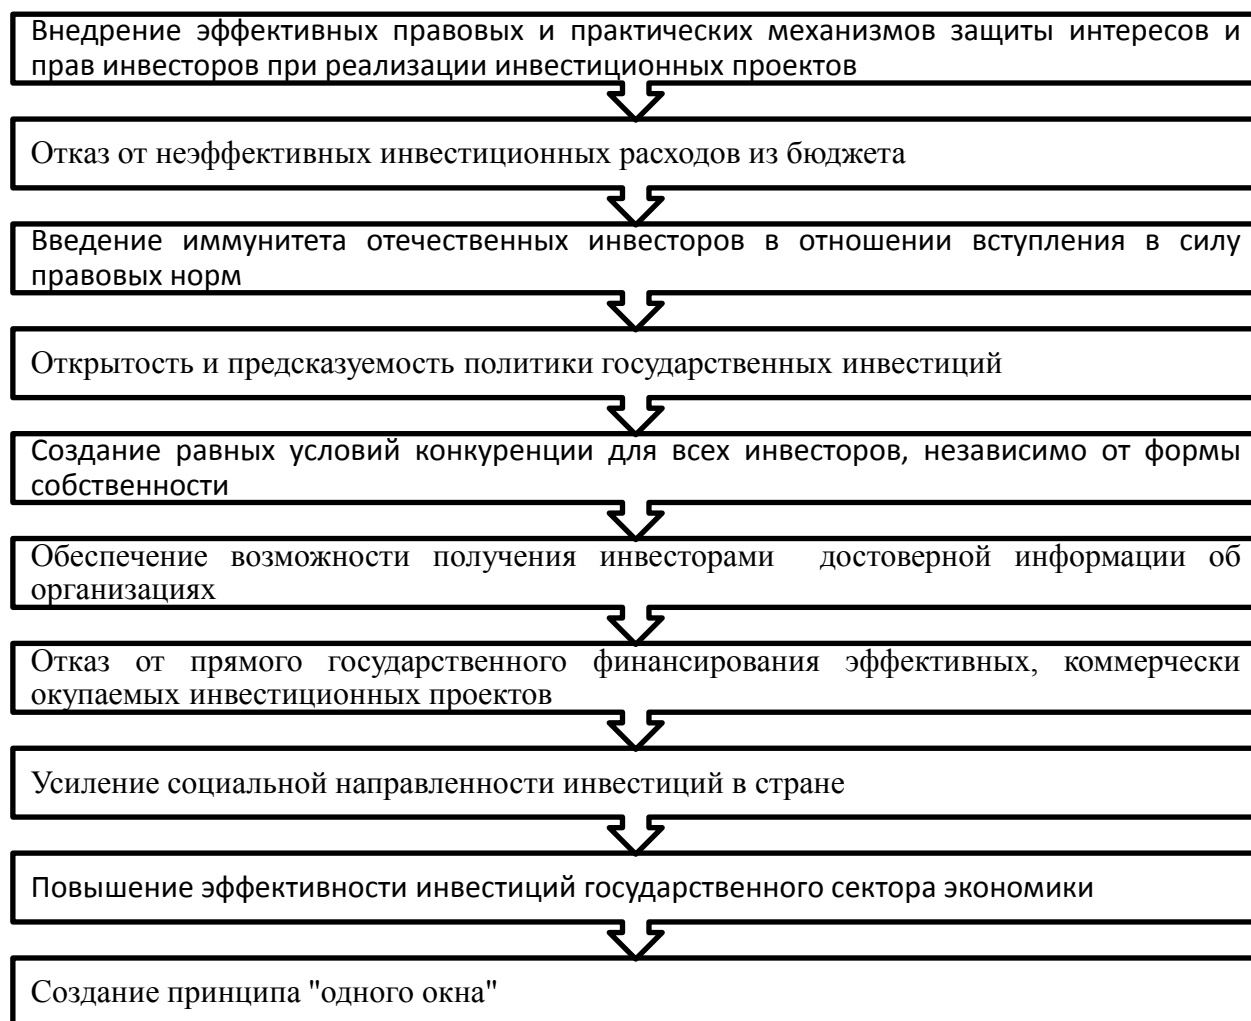 Внедрение эффективных правовых и практических механизмов защиты интересов и
прав инвесторов при реализации инвестиционных проектов
Отказ от неэффективных инвестиционных расходов из бюджета
Введение иммунитета отечественных инвесторов в отношении вступления в силу
правовых норм
Открытость и предсказуемость политики государственных инвестиций
Создание равных условий конкуренции для всех инвесторов, независимо от формы
собственности
Обеспечение возможности получения инвесторами достоверной информации об
организациях
Отказ от прямого государственного финансирования эффективных, коммерчески
окупаемых инвестиционных проектов
Усиление социальной направленности инвестиций в стране
Повышение эффективности инвестиций государственного сектора экономики
Создание принципа "одного окна"